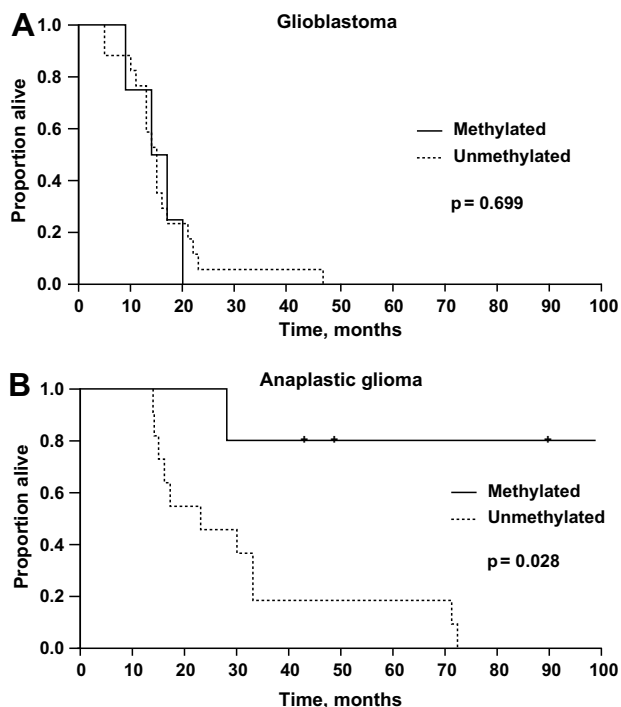 A
Glioblastoma
Proportion alive
1.0
0.8
0.6
0.4
0.2
0.0
Methylated
Unmethylated
p = 0.699
0 10 20 30 40 50 60 70 80 90 100
Time, months
B
Anaplastic glioma
Proportion alive
1.0
0.8
0.6
0.4
0.2
0.0
Methylated
Unmethylated
p = 0.028
0 10 20 30 40 50 60 70 80 90 100
Time, months